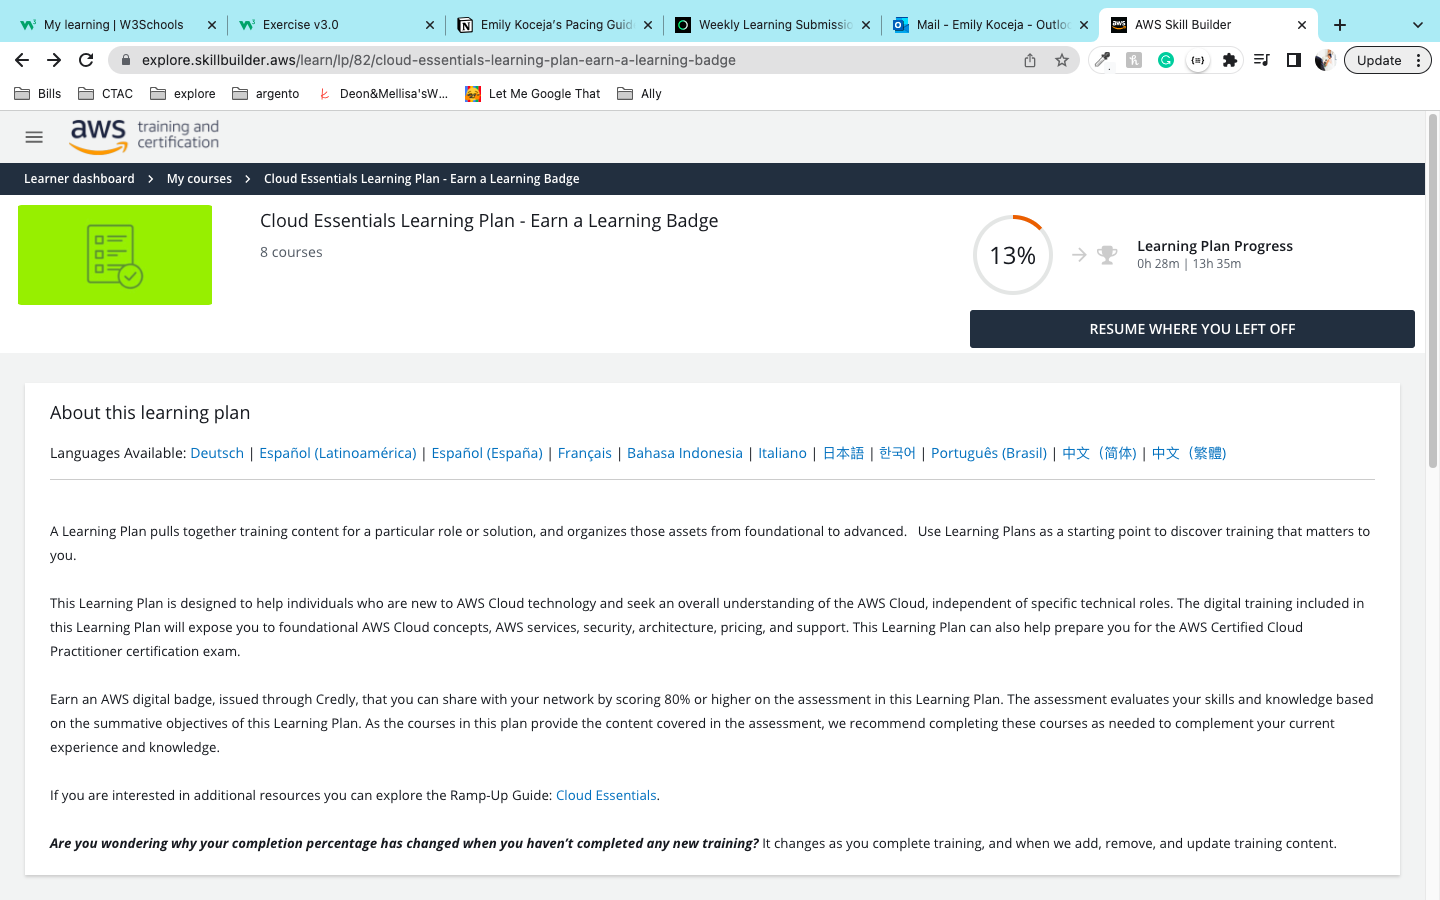 My learning | W3Schools
Exercise v3.0
Emily Koceja's Pacing Guid
Weekly Learning Submissio
Mail - Emily Koceja - Outlo
AWS Skill Builder
explore.skillbuilder.aws/learn/lp/82/cloud-essentials-learning-plan-earn-a-learning-badge
Update
Bills
CTAC
explore
argento
Deon&Mellisa'sW...
Let Me Google That
Ally
aws training and certification
Learner dashboard > My courses > Cloud Essentials Learning Plan - Earn a Learning Badge
Cloud Essentials Learning Plan - Earn a Learning Badge
8 courses
13%
Learning Plan Progress
0h 28m | 13h 35m
RESUME WHERE YOU LEFT OFF
About this learning plan
Languages Available: Deutsch | Español (Latinoamérica) | Español (España) | Français | Bahasa Indonesia | Italiano | 日本語 | 한국어 | Português (Brasil) | 中文（简体) | 中文（繁體)
A Learning Plan pulls together training content for a particular role or solution, and organizes those assets from foundational to advanced.   Use Learning Plans as a starting point to discover training that matters to
you.
This Learning Plan is designed to help individuals who are new to AWS Cloud technology and seek an overall understanding of the AWS Cloud, independent of specific technical roles. The digital training included in
this Learning Plan will expose you to foundational AWS Cloud concepts, AWS services, security, architecture, pricing, and support. This Learning Plan can also help prepare you for the AWS Certified Cloud
Practitioner certification exam.
Earn an AWS digital badge, issued through Credly, that you can share with your network by scoring 80% or higher on the assessment in this Learning Plan. The assessment evaluates your skills and knowledge based
on the summative objectives of this Learning Plan. As the courses in this plan provide the content covered in the assessment, we recommend completing these courses as needed to complement your current
experience and knowledge.
If you are interested in additional resources you can explore the Ramp-Up Guide: Cloud Essentials.
Are you wondering why your completion percentage has changed when you haven't completed any new training? It changes as you complete training, and when we add, remove, and update training content.